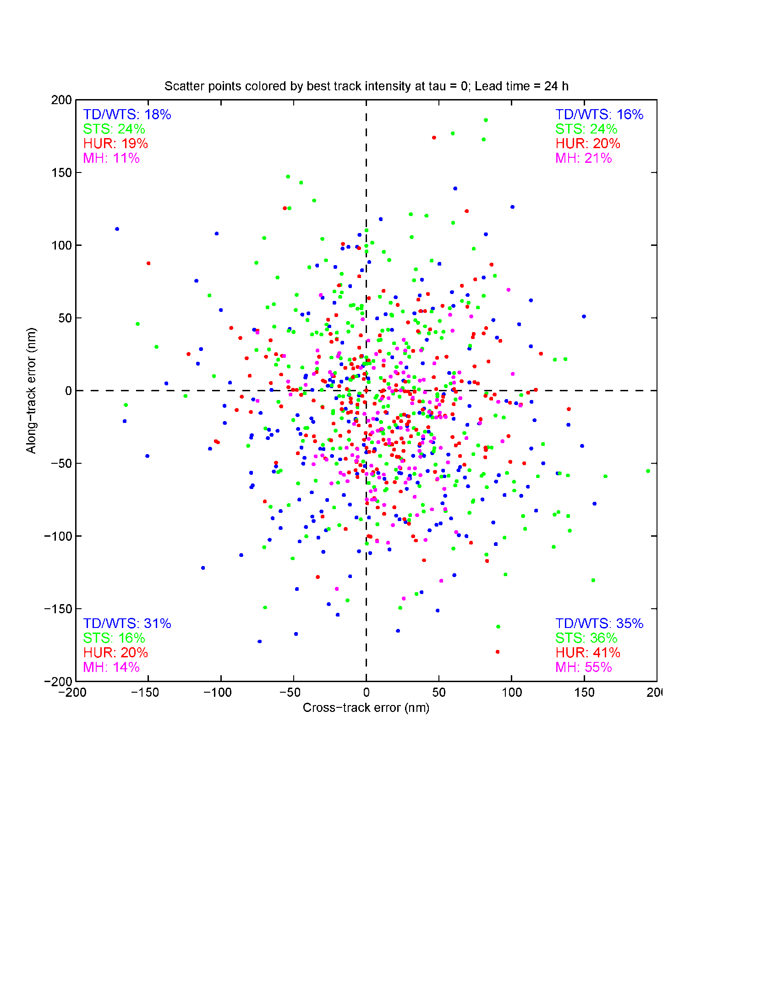 Scatter points colored by best track intensity at tau = 0; Lead time = 24 h
200
TD/WTS: 18%
STS: 24%
HUR: 19%
MH: 11%
TD/WTS: 16%
STS: 24%
HUR: 20%
MH: 21%
150
100
50
0
−50
−100
−150
−200
Along−track error (nm)
TD/WTS: 31%
STS: 16%
HUR: 20%
MH: 14%
TD/WTS: 35%
STS: 36%
HUR: 41%
MH: 55%
−200 −150 −100 −50 0 50 100 150 200
Cross−track error (nm)